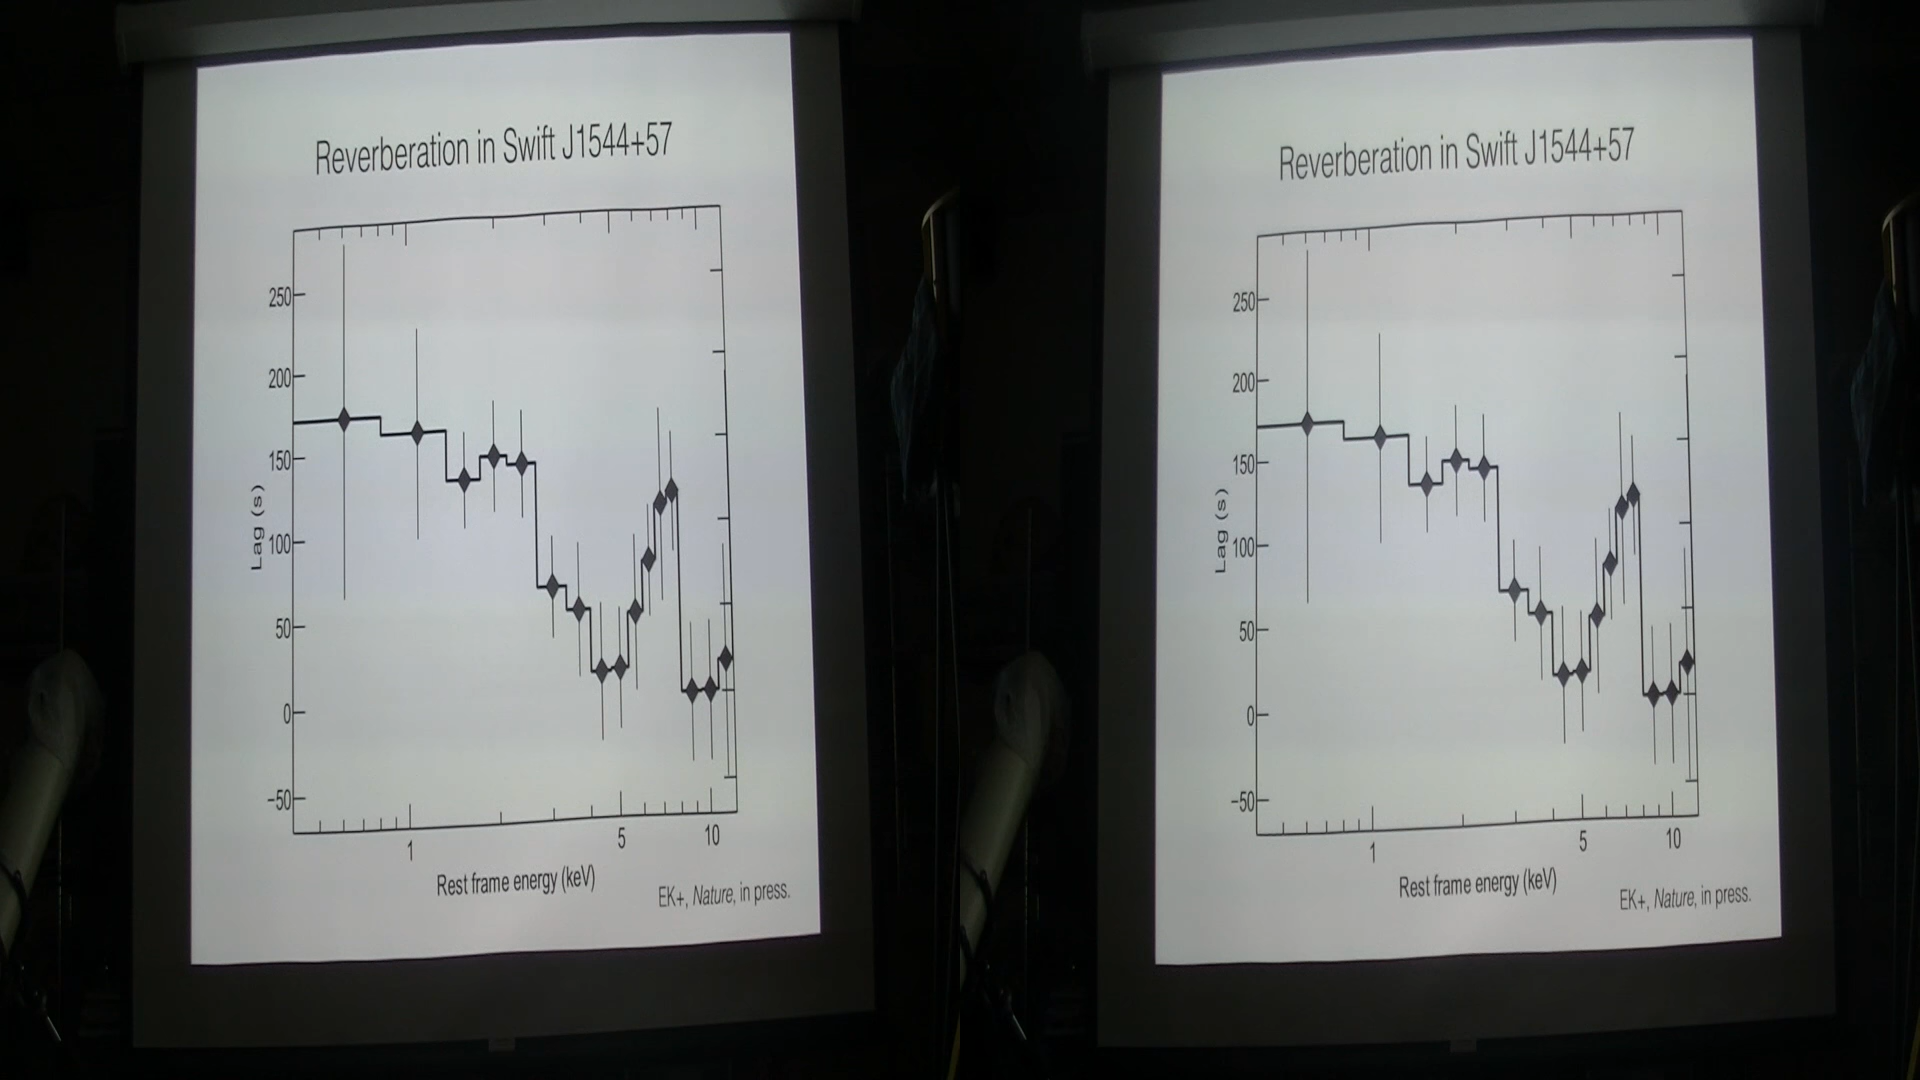 Reverberation in Swift J1544+57
250
200
150
100
50
0
−50
Lag (s)
1 5 10
Rest frame energy (keV)
EK+, Nature, in press.
Reverberation in Swift J1544+57
250
200
150
100
50
0
−50
Lag (s)
1 5 10
Rest frame energy (keV)
EK+, Nature, in press.